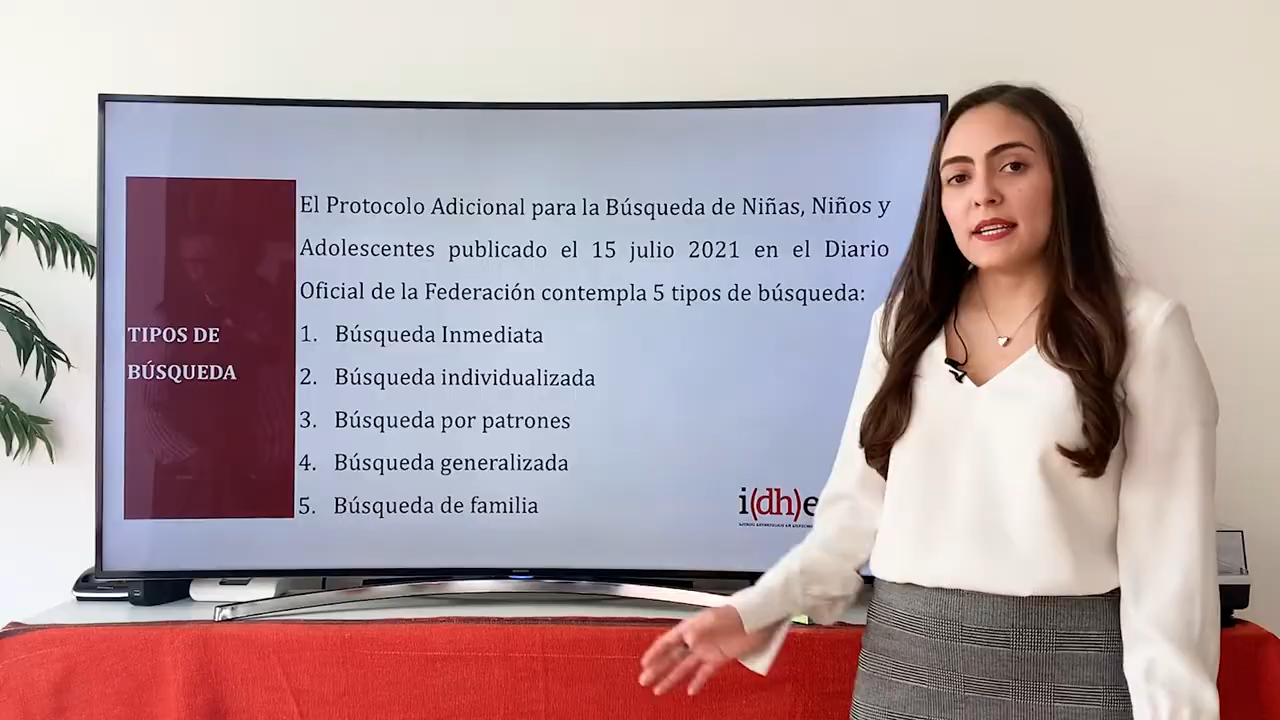 El Protocolo Adicional para la Búsqueda de Niñas, Niños y
Adolescentes publicado el 15 julio 2021 en el Diario
Oficial de la Federación contempla 5 tipos de búsqueda:
TIPOS DE
BÚSQUEDA
1. Búsqueda Inmediata
2. Búsqueda individualizada
3. Búsqueda por patrones
4. Búsqueda generalizada
5. Búsqueda de familia
i(dh)e